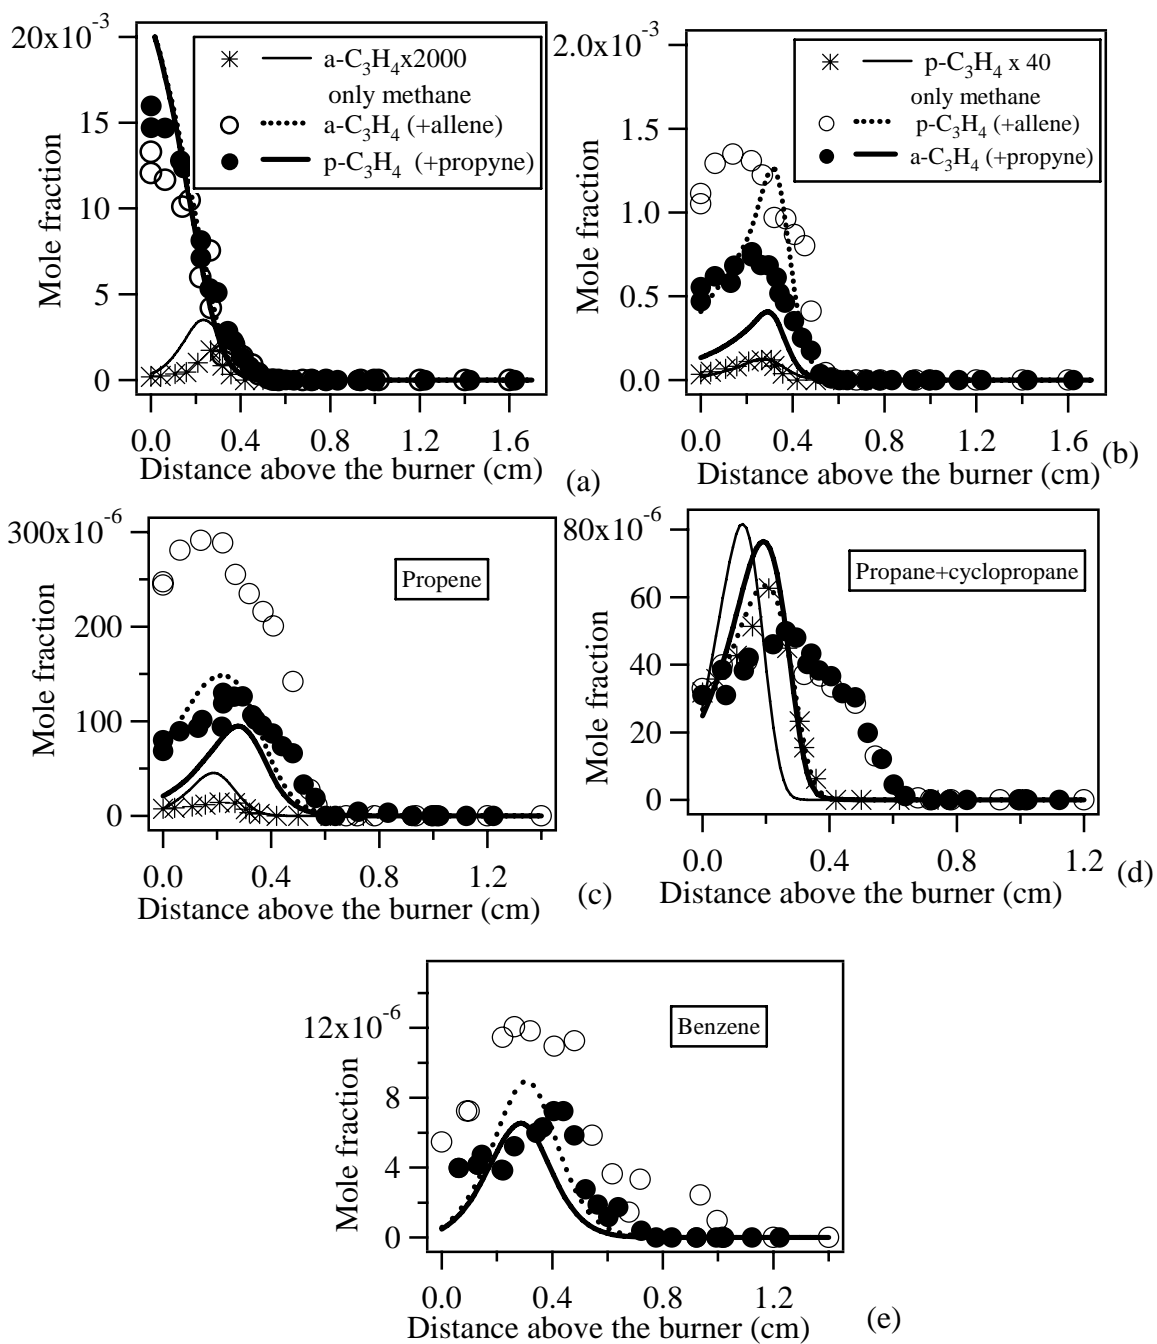 (a)
20x10-3
15
10
5
0
Mole fraction
a-C3H4x2000
only methane
a-C3H4 (+allene)
p-C3H4 (+propyne)
0.0 0.4 0.8 1.2 1.6
Distance above the burner (cm)
(a)
(b)
2.0x10-3
1.5
1.0
0.5
0.0
Mole fraction
p-C3H4 x 40
only methane
p-C3H4 (+allene)
a-C3H4 (+propyne)
0.0 0.4 0.8 1.2 1.6
Distance above the burner (cm)
(b)
300x10-6
200
100
0
Mole fraction
Propene
0.0 0.4 0.8 1.2
Distance above the burner (cm)
(c)
80x10-6
60
40
20
0
Mole fraction
Propane+cyclopropane
0.0 0.4 0.8 1.2
Distance above the burner (cm)
(d)
12x10-6
8
4
0
Mole fraction
Benzene
0.0 0.4 0.8 1.2
Distance above the burner (cm)
(e)